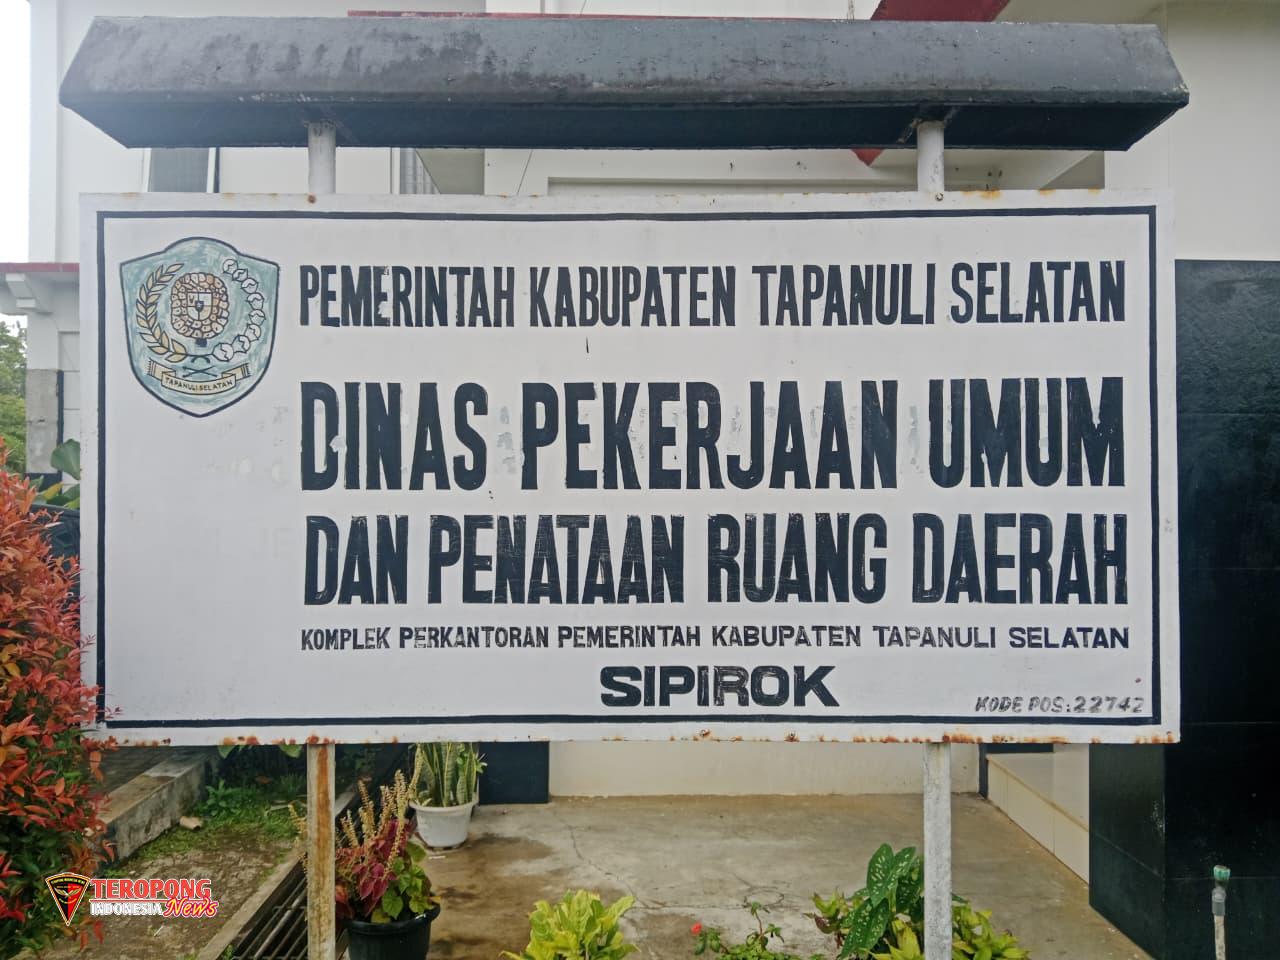 PEMERINTAH KABUPATEN TAPANULI SELATAN
DINAS PEKERJAAN UMUM
DAN PENATAAN RUANG DAERAH
KOMPLEK PERKANTORAN PEMERINTAH KABUPATEN TAPANULI SELATAN
SIPIROK
KODE POS: 22742
TAPANULI SELATAN
TEROPONG
INDONESIA News